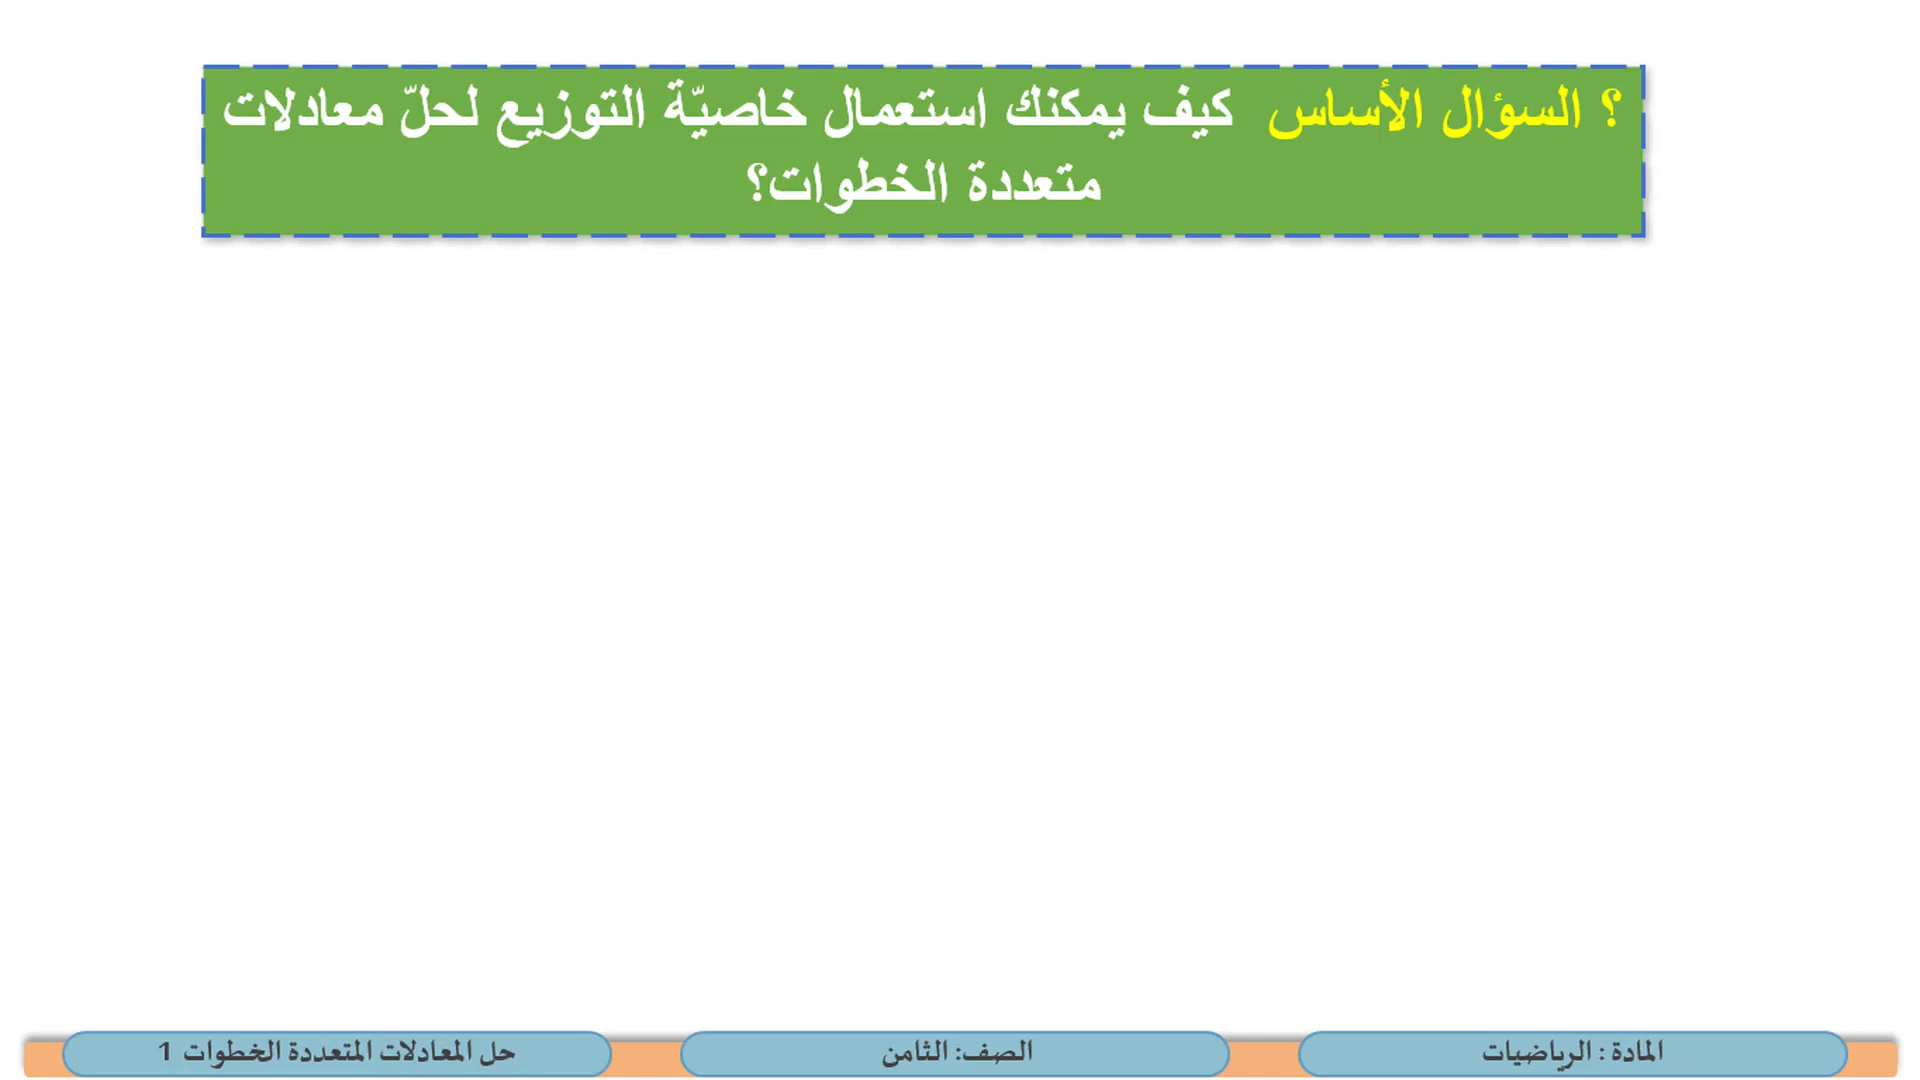 ؟ السؤال الأساس كيف يمكنك استعمال خاصيّة التوزيع لحلّ معادلات
متعددة الخطوات؟
المادة : الرياضيات
الصف: الثامن
حل المعادلات المتعددة الخطوات 1